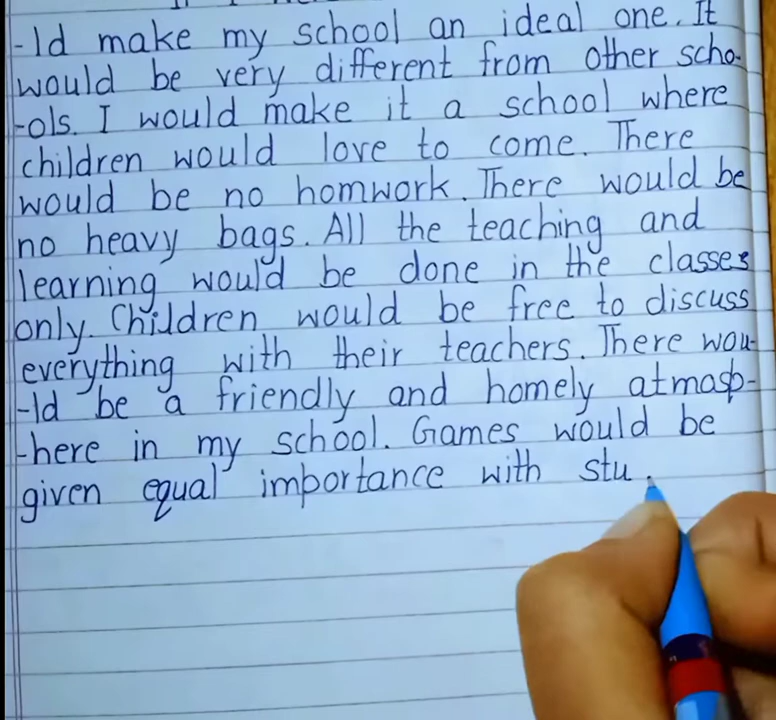 -ld make my school an ideal one. It
would be very different from other scho-
-ols. I would make it a school where
children would love to come. There
would be no homwork. There would be
no heavy bags. All the teaching and
learning would be done in the classes
only. Children would be free to discuss
everything with their teachers. There wou-
-ld be a friendly and homely atmosp-
-here in my school. Games would be
given equal importance with stu